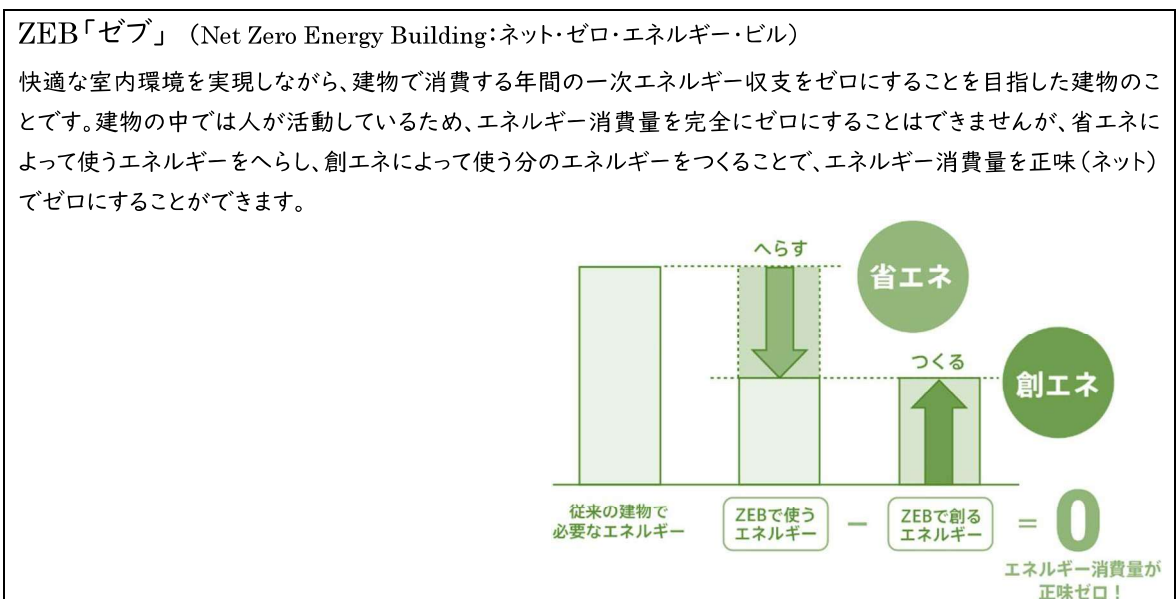 ZEB「ゼブ」 （Net Zero Energy Building：ネット・ゼロ・エネルギー・ビル）
快適な室内環境を実現しながら、建物で消費する年間の一次エネルギー収支をゼロにすることを目指した建物のこ
とです。建物の中では人が活動しているため、エネルギー消費量を完全にゼロにすることはできませんが、省エネに
よって使うエネルギーをへらし、創エネによって使う分のエネルギーをつくることで、エネルギー消費量を正味（ネット）
でゼロにすることができます。
へらす
省エネ
つくる
創エネ
従来の建物で
必要なエネルギー
ZEBで使う
エネルギー
－
ZEBで創る
エネルギー
＝
0
エネルギー消費量が
正味ゼロ！